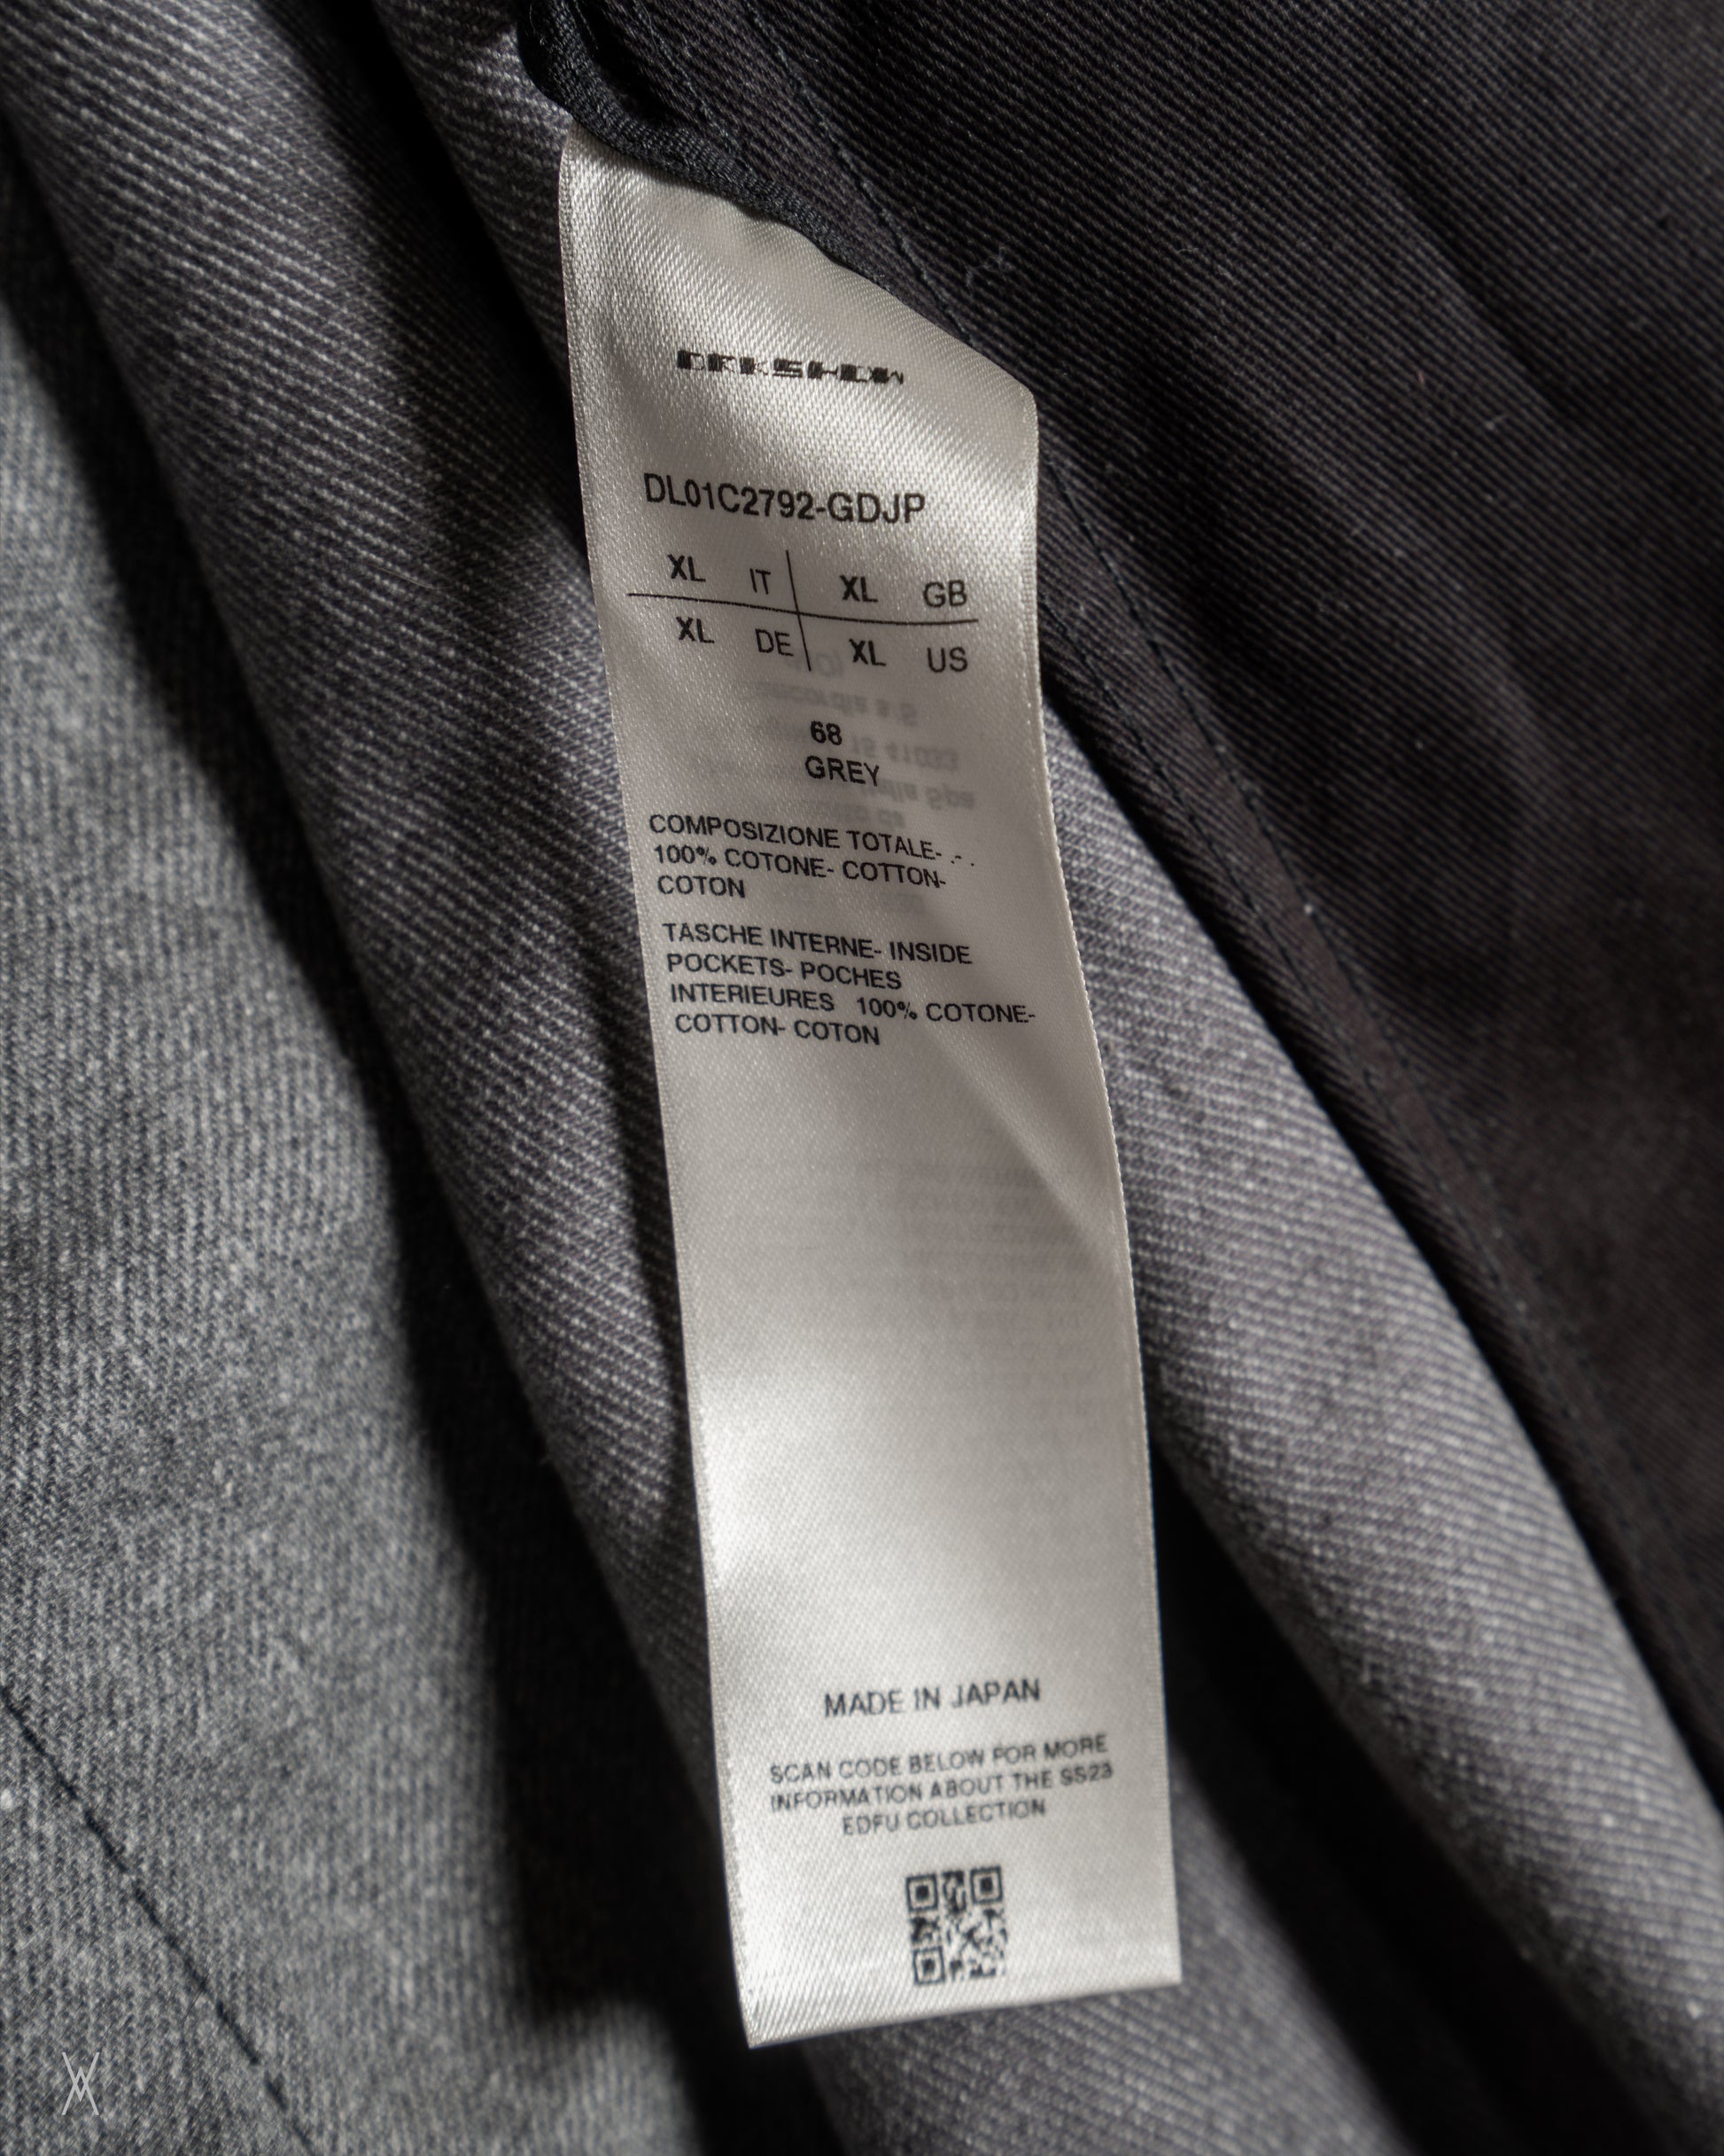 DRKSHDW
DL01C2792-GDJP
XL IT XL GB
XL DE XL US
68
GREY
COMPOSIZIONE TOTALE- .- .
100% COTONE- COTTON-
COTON
TASCHE INTERNE- INSIDE
POCKETS- POCHES
INTERIEURES 100% COTONE-
COTTON- COTON
MADE IN JAPAN
SCAN CODE BELOW FOR MORE
INFORMATION ABOUT THE SS23
EDFU COLLECTION